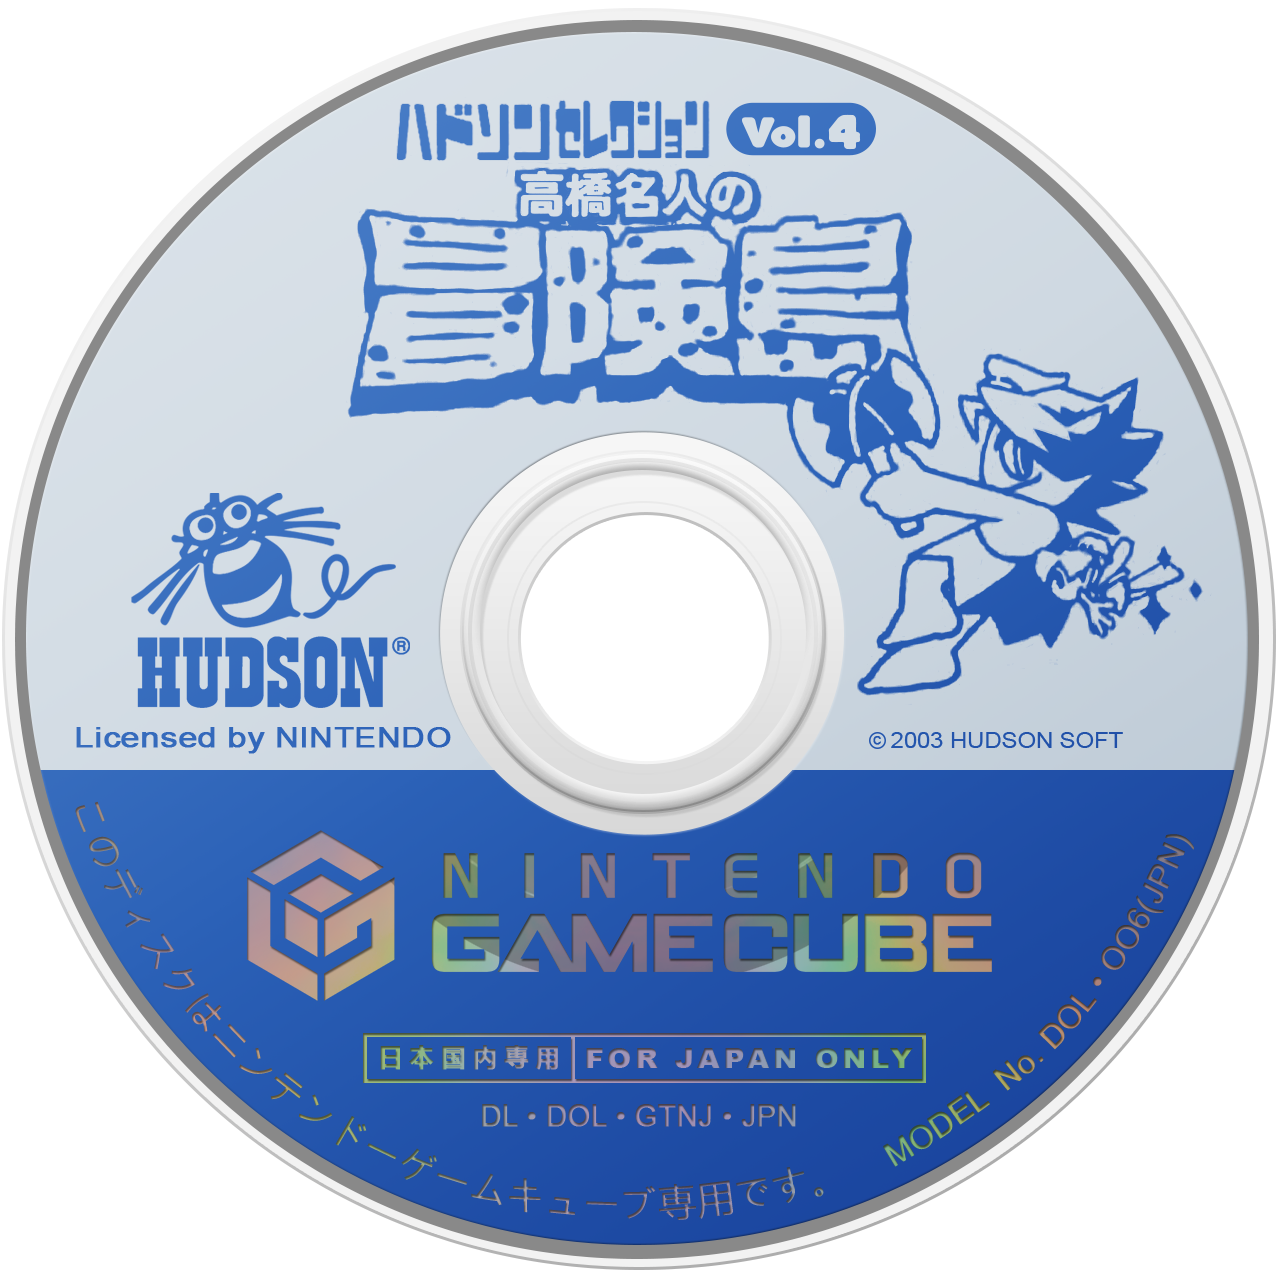 ハドソンセレクション Vol.4
高橋名人の
冒険島
HUDSON®
Licensed by NINTENDO
© 2003 HUDSON SOFT
NINTENDO
GAMECUBE
日本国内専用 FOR JAPAN ONLY
DL・DOL・GTNJ・JPN
このディスクはニンテンドーゲームキューブ専用です。
MODEL No. DOL・006(JPN)